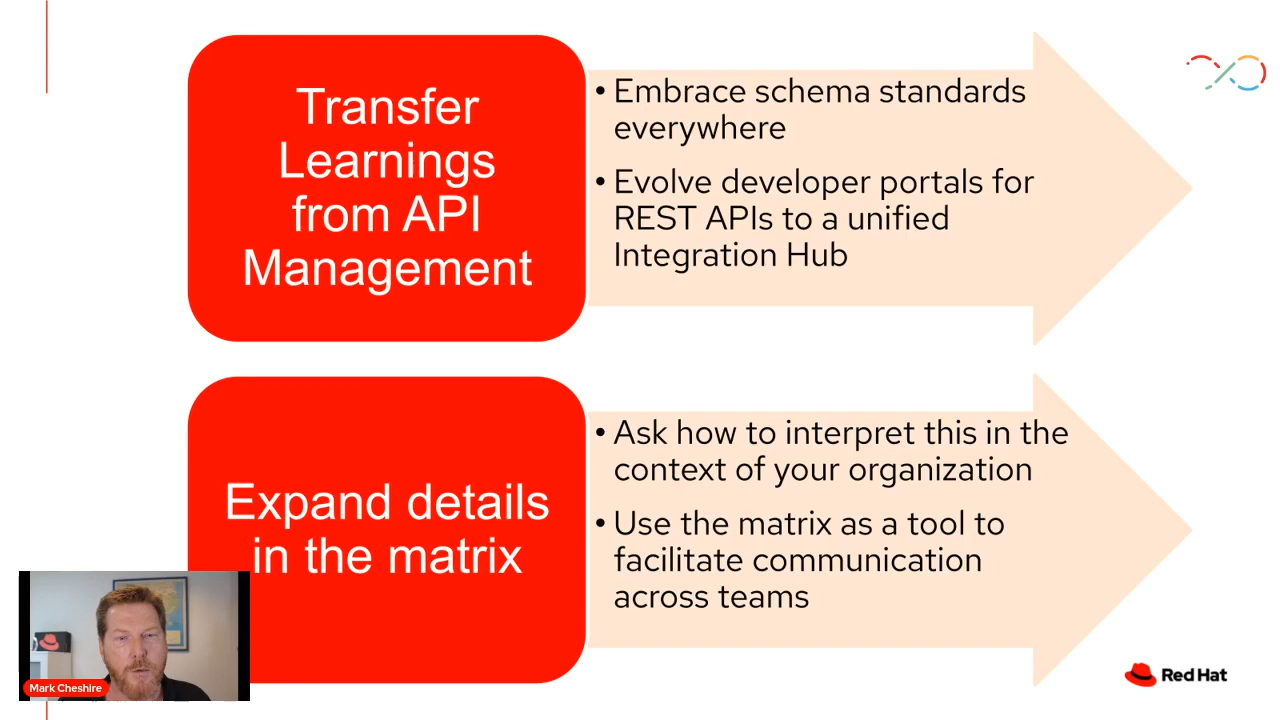 Transfer
Learnings
from API
Management
• Embrace schema standards
everywhere
• Evolve developer portals for
REST APIs to a unified
Integration Hub
Expand details
in the matrix
• Ask how to interpret this in the
context of your organization
• Use the matrix as a tool to
facilitate communication
across teams
Mark Cheshire
Red Hat